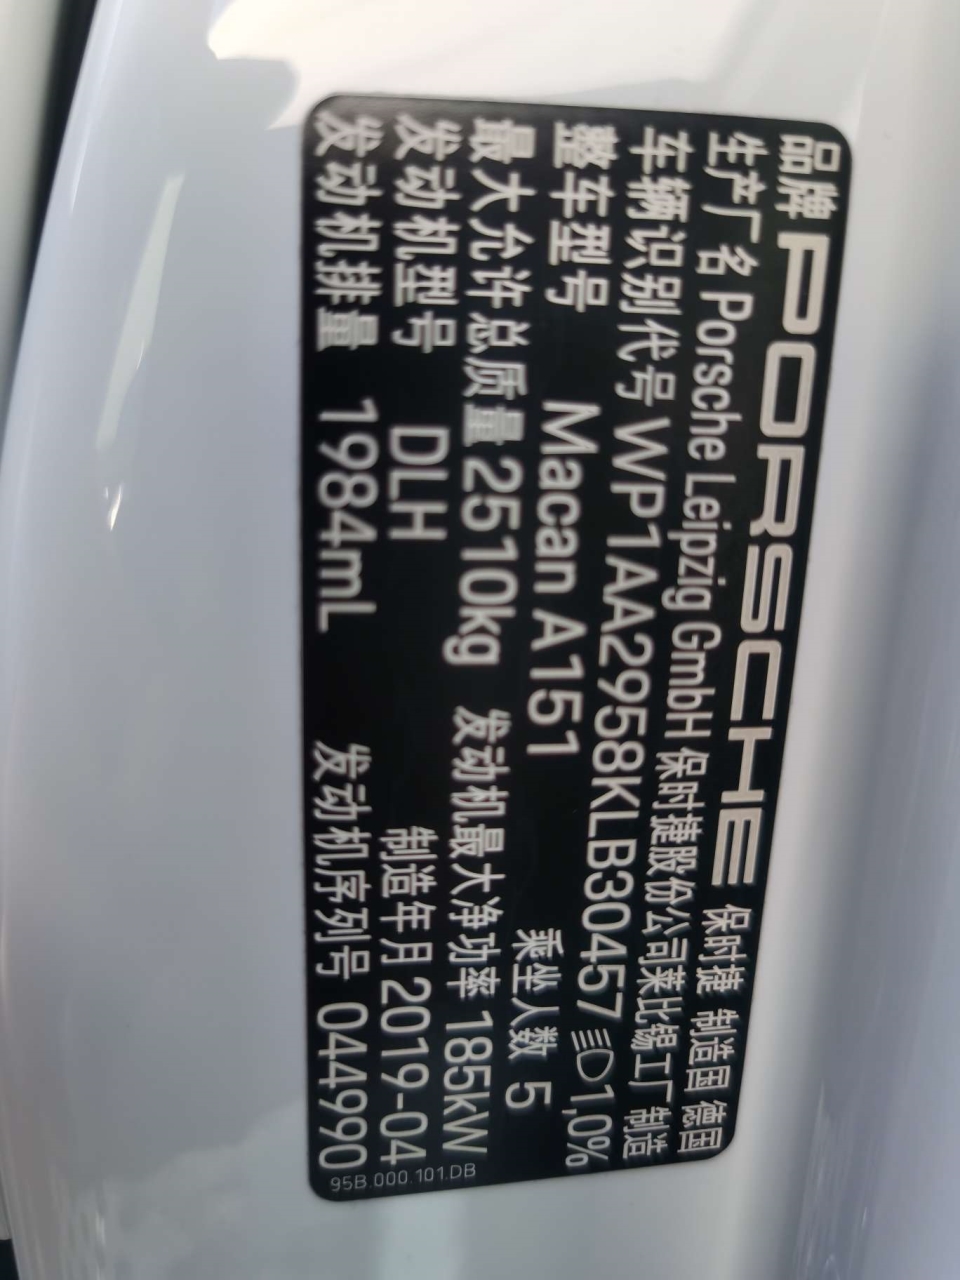 品牌 PORSCHE 保时捷 制造国 德国
生产厂名 Porsche Leipzig GmbH 保时捷股份公司莱比锡工厂制造
车辆识别代号 WP1AA2958KLB30457 1,0%
整车型号 Macan A151 乘坐人数 5
最大允许总质量 2510kg 发动机最大净功率 185kW
发动机型号 DLH 制造年月 2019-04
发动机排量 1984mL 发动机序列号 044990
95B.000.101.DB